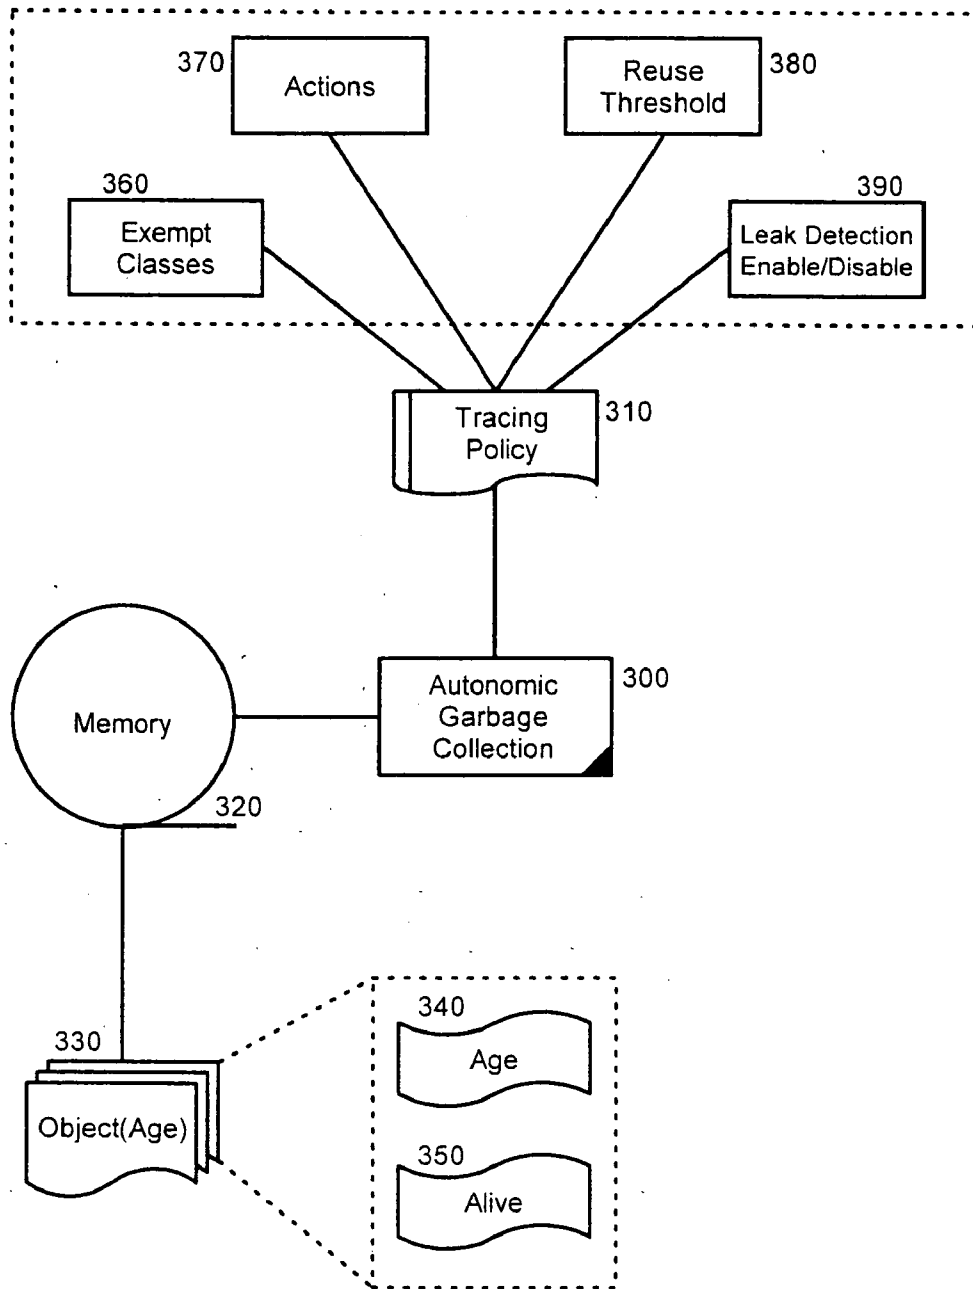 370
Actions
Reuse
Threshold
380
360
Exempt
Classes
390
Leak Detection
Enable/Disable
Tracing
Policy
310
Memory
320
Autonomic
Garbage
Collection
300
330
Object(Age)
340
Age
350
Alive